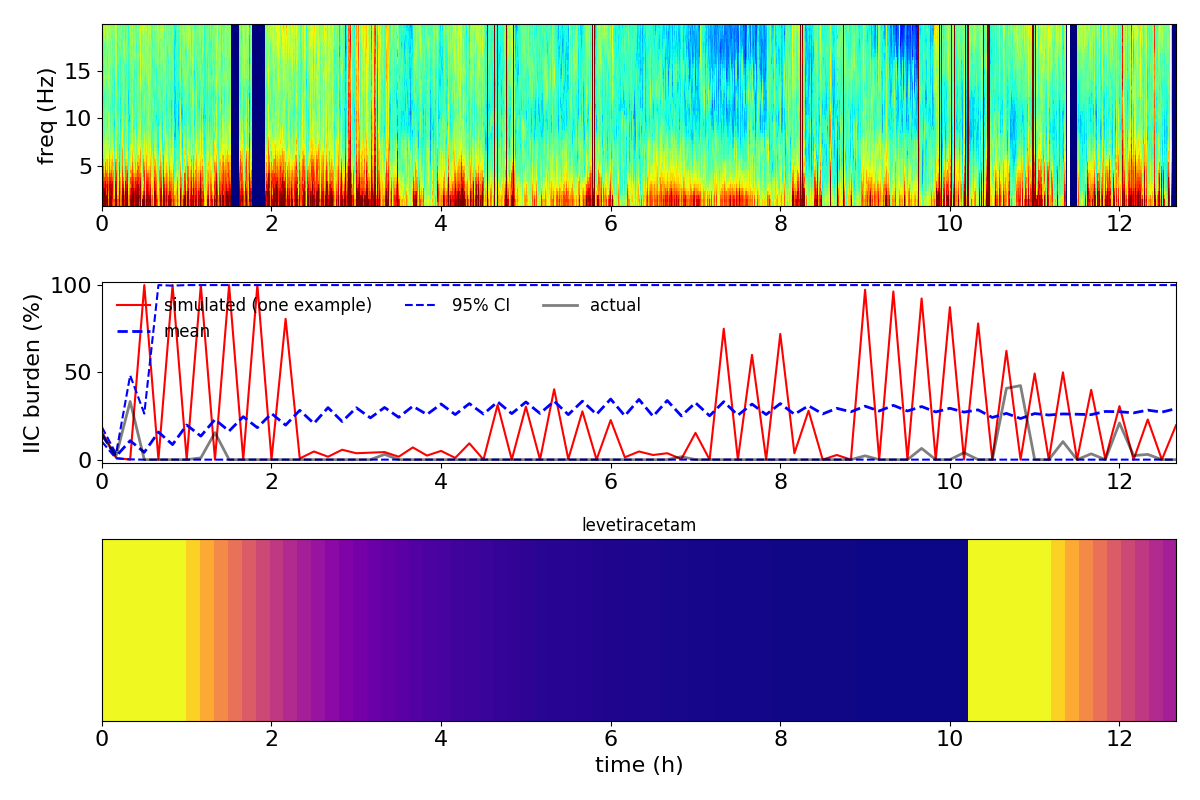 freq (Hz)
15
10
5
0 2 4 6 8 10 12
IIC burden (%)
100
50
0
simulated (one example) 95% CI actual
mean
0 2 4 6 8 10 12
levetiracetam
0 2 4 6 8 10 12
time (h)